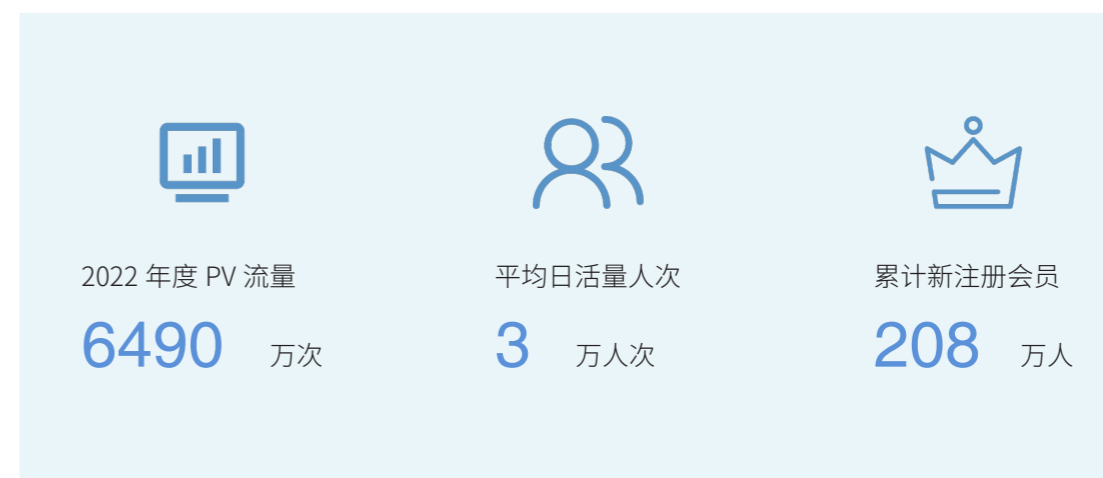 2022 年度 PV 流量
6490 万次
平均日活量人次
3 万人次
累计新注册会员
208 万人